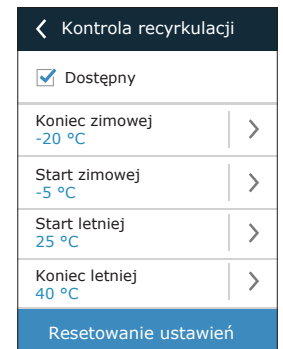 Kontrola recyrkulacji
Dostępny
Koniec zimowej
-20 °C
Start zimowej
-5 °C
Start letniej
25 °C
Koniec letniej
40 °C
Resetowanie ustawień